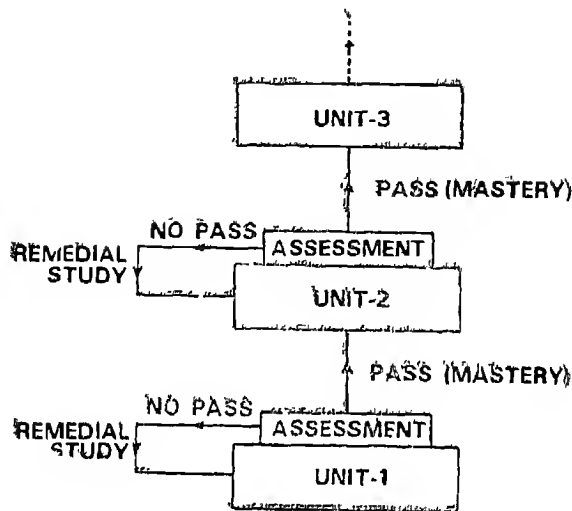 UNIT-3
PASS (MASTERY)
NO PASS
REMEDIAL
STUDY
ASSESSMENT
UNIT-2
PASS (MASTERY)
NO PASS
REMEDIAL
STUDY
ASSESSMENT
UNIT-1